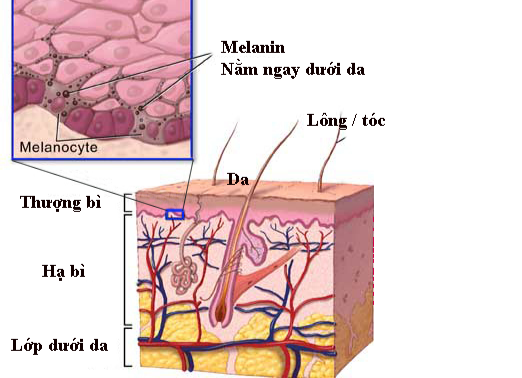 Melanin
Nằm ngay dưới da
Lông / tóc
Melanocyte
Da
Thượng bì
Hạ bì
Lớp dưới da